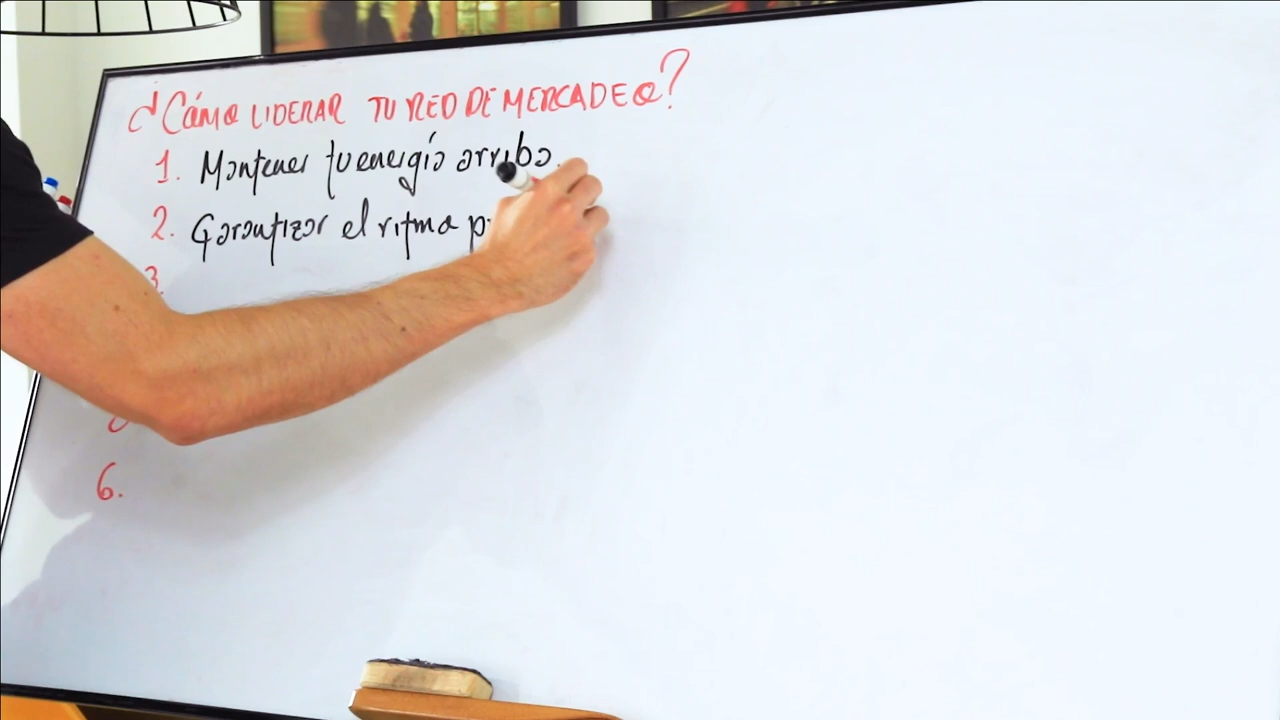 ¿Cómo LIDERAR TU RED DE MERCADEO?
1. Mantener tu energía arriba.
2. Garantizar el ritmo
3.
6.